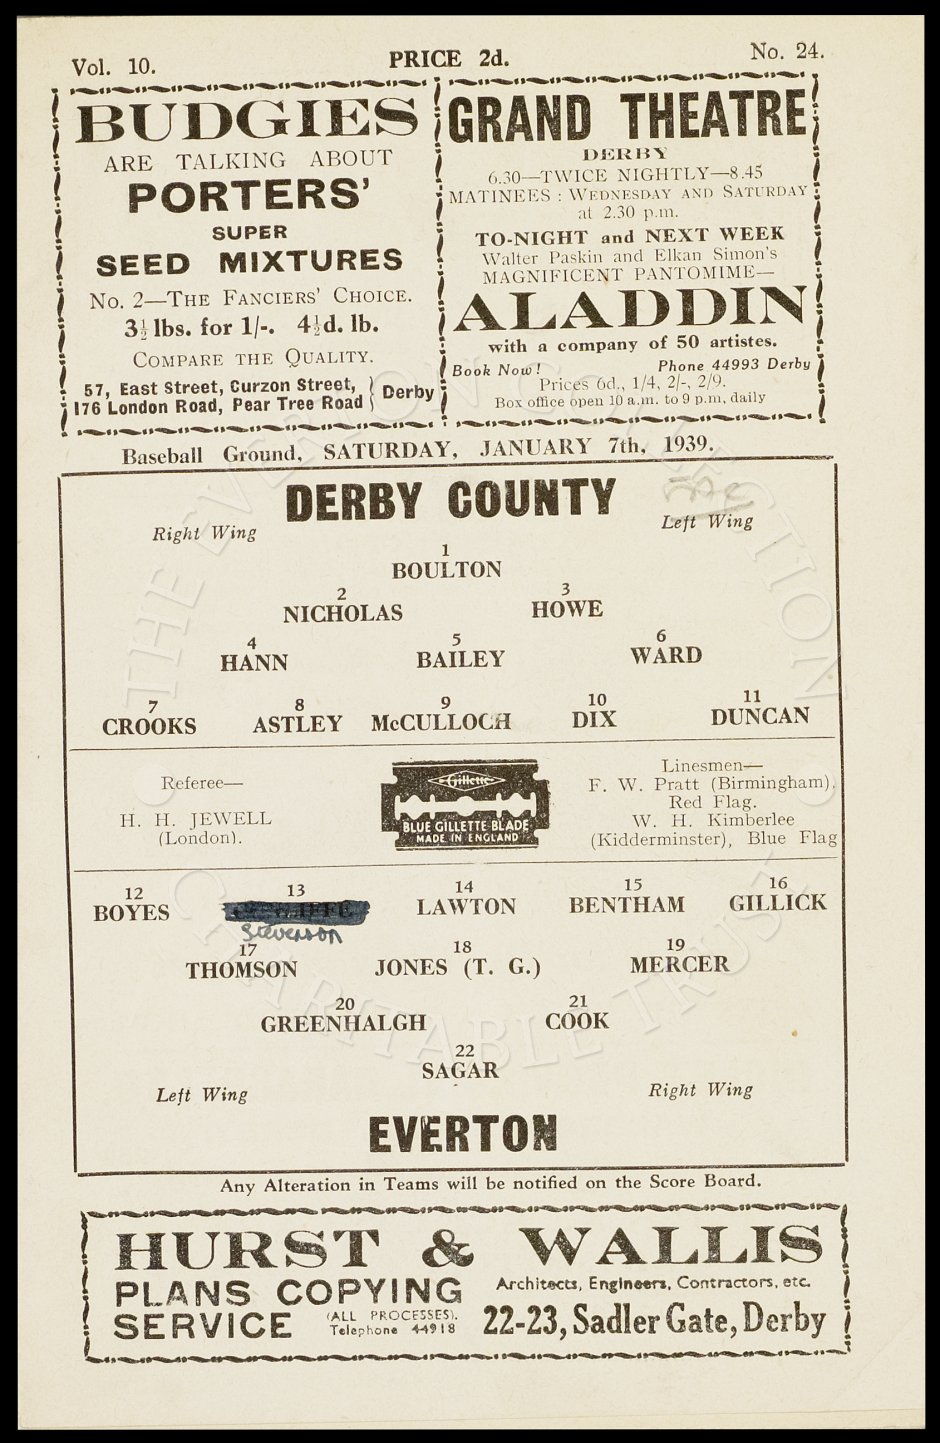 Vol. 10.
PRICE 2d.
No. 24.
BUDGIES
ARE TALKING ABOUT
PORTERS'
SUPER
SEED MIXTURES
No. 2—The Fanciers' Choice.
3½ lbs. for 1/-. 4½d. lb.
Compare the Quality.
57, East Street, Curzon Street,
176 London Road, Pear Tree Road } Derby
GRAND THEATRE
DERBY
6.30—TWICE NIGHTLY—8.45
MATINEES : Wednesday and Saturday
at 2.30 p.m.
TO-NIGHT and NEXT WEEK
Walter Paskin and Elkan Simon's
MAGNIFICENT PANTOMIME—
ALADDIN
with a company of 50 artistes.
Book Now! Phone 44993 Derby
Prices 6d., 1/4, 2/-, 2/9.
Box office open 10 a.m. to 9 p.m, daily
Baseball Ground, SATURDAY, JANUARY 7th, 1939.
DERBY COUNTY
Right Wing
Left Wing
1
BOULTON
2 3
NICHOLAS HOWE
4 5 6
HANN BAILEY WARD
7 8 9 10 11
CROOKS ASTLEY McCULLOCH DIX DUNCAN
Referee—
H. H. JEWELL
(London).
Gillette
BLUE GILLETTE BLADE
MADE IN ENGLAND
Linesmen—
F. W. Pratt (Birmingham),
Red Flag.
W. H. Kimberlee
(Kidderminster), Blue Flag
12 13 14 15 16
BOYES LAWTON BENTHAM GILLICK
Stevenson
17 18 19
THOMSON JONES (T. G.) MERCER
20 21
GREENHALGH COOK
22
SAGAR
Left Wing
Right Wing
EVERTON
Any Alteration in Teams will be notified on the Score Board.
HURST & WALLIS
PLANS COPYING
SERVICE
(ALL PROCESSES).
Telephone 44918
Architects, Engineers, Contractors, etc.
22-23, Sadler Gate, Derby
THE EVERTON COLLECTION
CHARITABLE TRUST